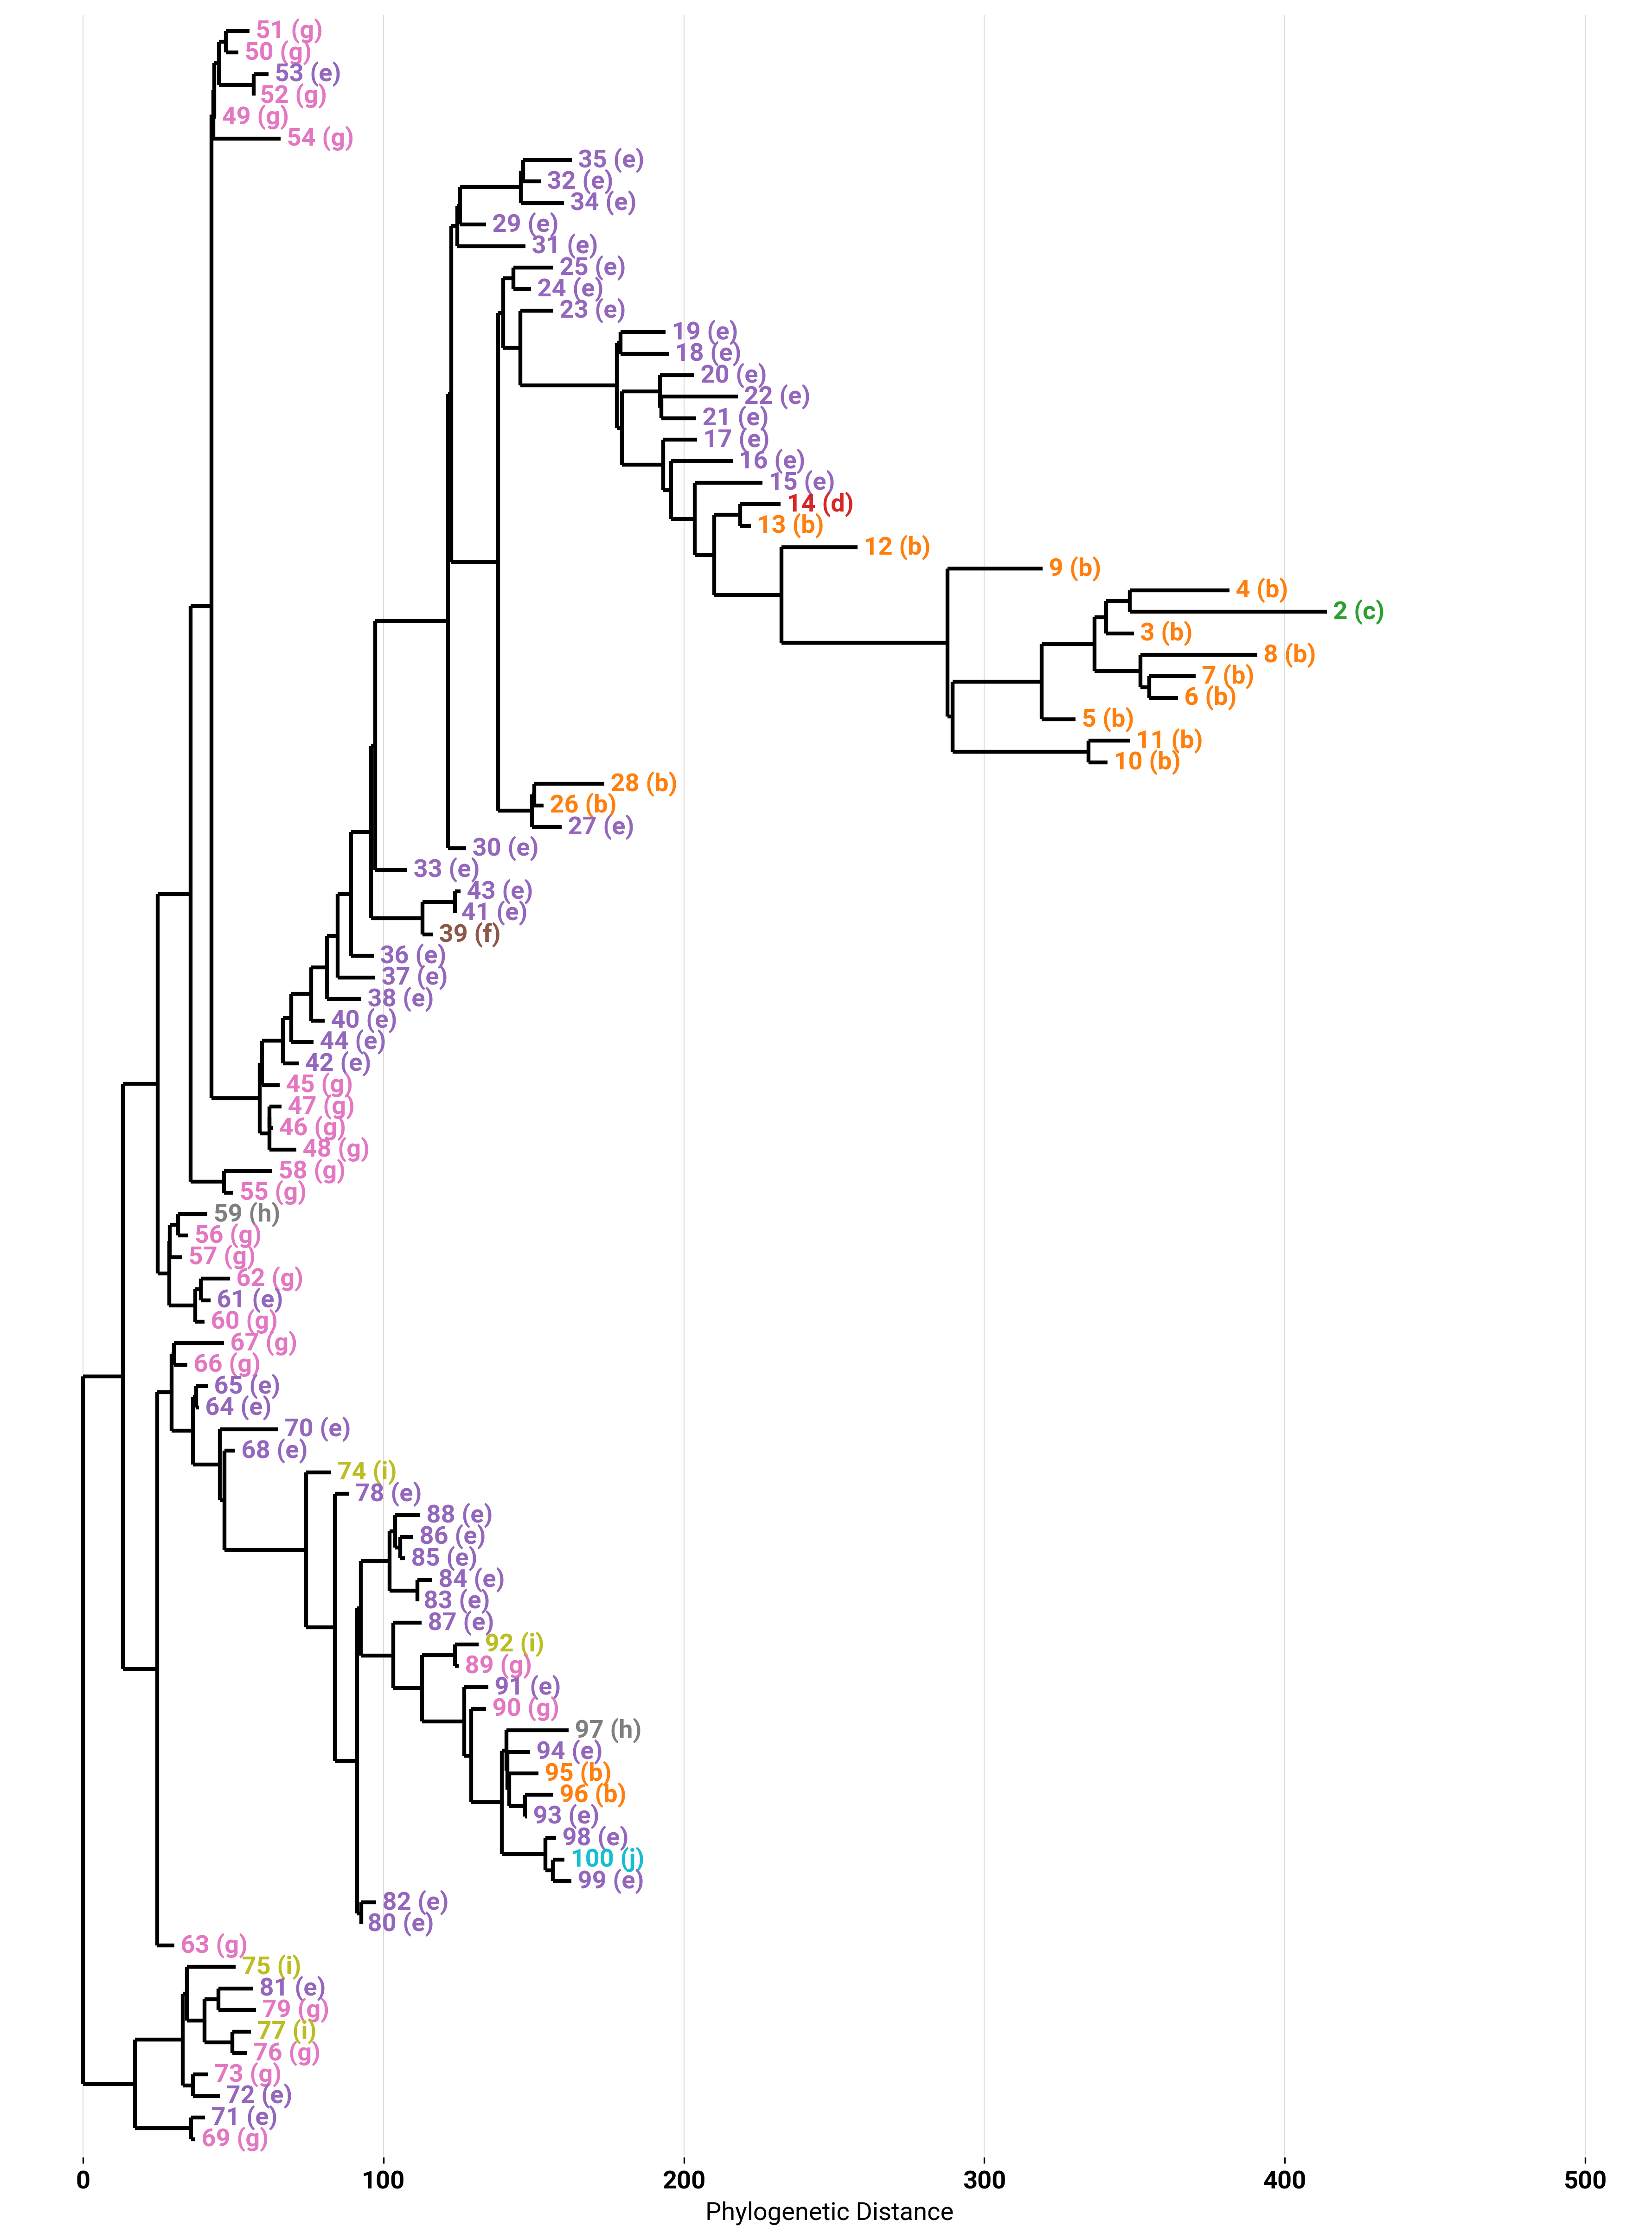 51 (g)
50 (g)
53 (e)
52 (g)
49 (g)
54 (g)
35 (e)
32 (e)
34 (e)
29 (e)
31 (e)
25 (e)
24 (e)
23 (e)
19 (e)
18 (e)
20 (e)
22 (e)
21 (e)
17 (e)
16 (e)
15 (e)
14 (d)
13 (b)
12 (b)
9 (b)
4 (b)
2 (c)
3 (b)
8 (b)
7 (b)
6 (b)
5 (b)
11 (b)
10 (b)
28 (b)
26 (b)
27 (e)
30 (e)
33 (e)
43 (e)
41 (e)
39 (f)
36 (e)
37 (e)
38 (e)
40 (e)
44 (e)
42 (e)
45 (g)
47 (g)
46 (g)
48 (g)
58 (g)
55 (g)
59 (h)
56 (g)
57 (g)
62 (g)
61 (e)
60 (g)
67 (g)
66 (g)
65 (e)
64 (e)
70 (e)
68 (e)
74 (i)
78 (e)
88 (e)
86 (e)
85 (e)
84 (e)
83 (e)
87 (e)
92 (i)
89 (g)
91 (e)
90 (g)
97 (h)
94 (e)
95 (b)
96 (b)
93 (e)
98 (e)
100 (j)
99 (e)
82 (e)
80 (e)
63 (g)
75 (i)
81 (e)
79 (g)
77 (i)
76 (g)
73 (g)
72 (e)
71 (e)
69 (g)
0 100 200 300 400 500
Phylogenetic Distance